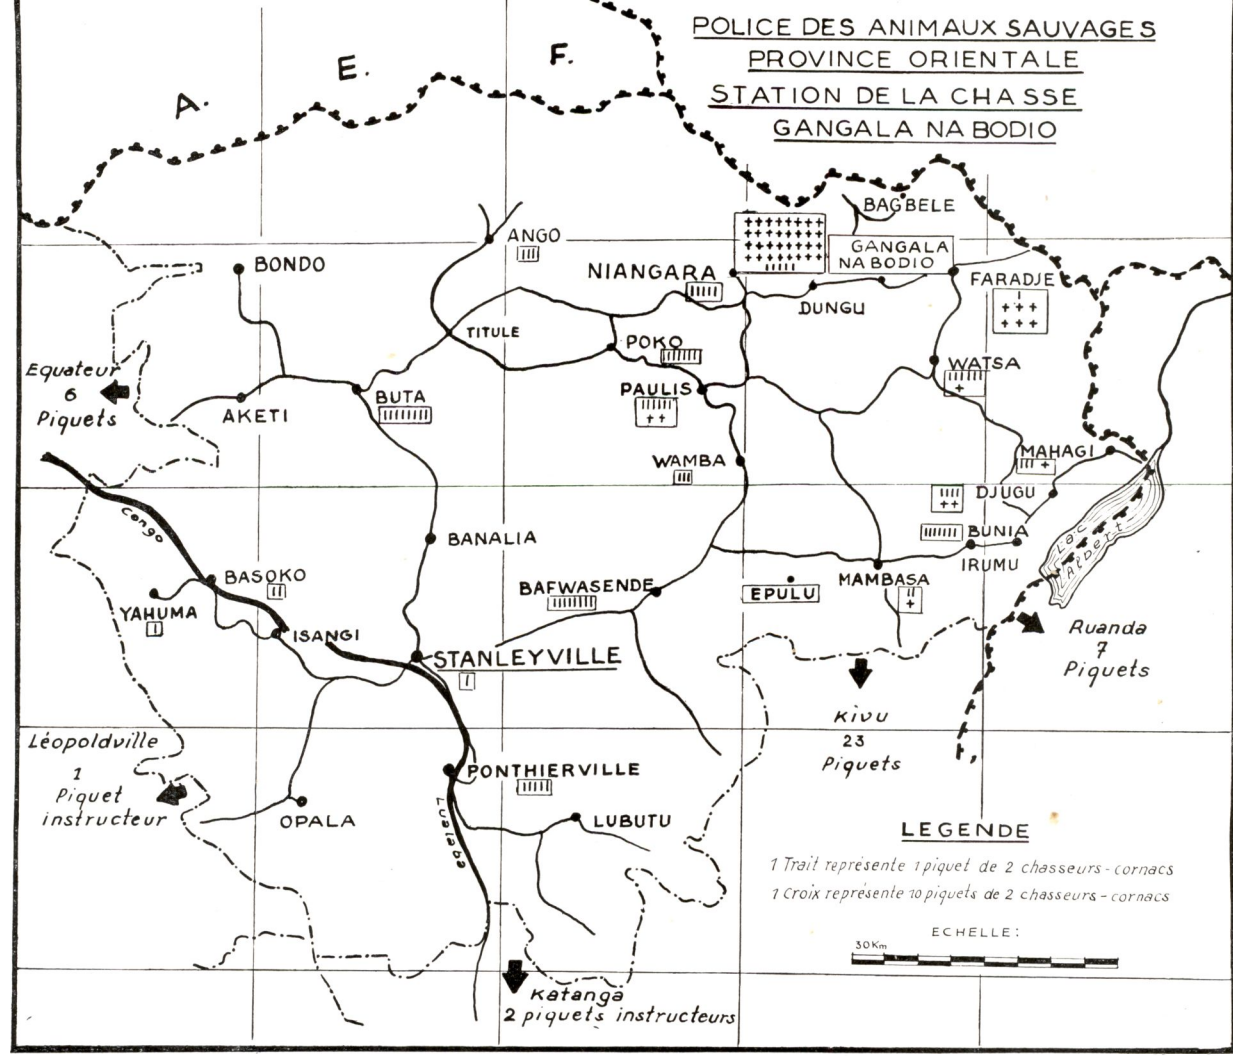 POLICE DES ANIMAUX SAUVAGES
PROVINCE ORIENTALE
STATION DE LA CHASSE
GANGALA NA BODIO
A. E. F.
BAGBELE
ANGO
BONDO
NIANGARA
GANGALA
NA BODIO
FARADJE
DUNGU
TITULE
POKO
WATSA
Equateur
6
Piquets
BUTA
PAULIS
AKETI
WAMBA
MAHAGI
DJUGU
Congo
BANALIA
BUNIA
IRUMU
Lac
Albert
BASOKO
YAHUMA
ISANGI
BAFWASENDE
EPULU
MAMBASA
STANLEYVILLE
Ruanda
7
Piquets
Kivu
23
Piquets
Léopoldville
1
Piquet
instructeur
PONTHIERVILLE
OPALA
Lualaba
LUBUTU
LEGENDE
1 Trait représente 1 piquet de 2 chasseurs-cornacs
1 Croix représente 10 piquets de 2 chasseurs-cornacs
ECHELLE:
30 Km
Katanga
2 piquets instructeurs